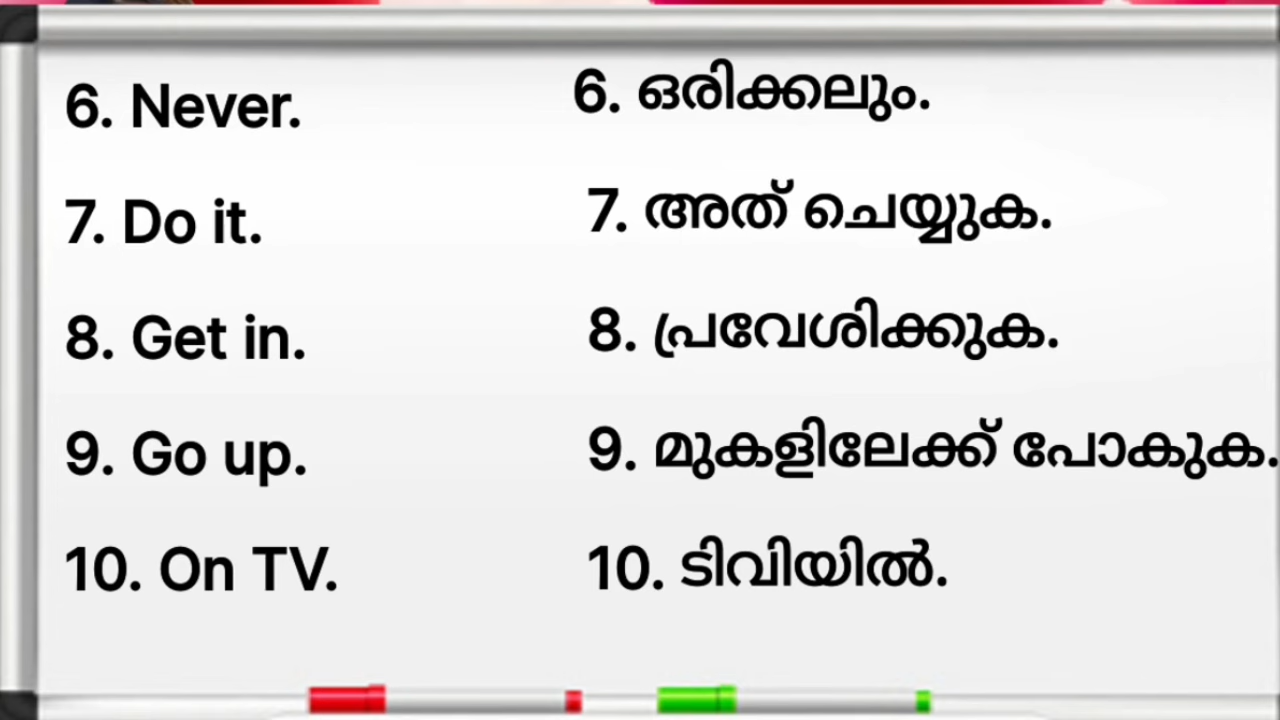 6. Never.
6. ഒരിക്കലും.
7. Do it.
7. അത് ചെയ്യുക.
8. Get in.
8. പ്രവേശിക്കുക.
9. Go up.
9. മുകളിലേക്ക് പോകുക.
10. On TV.
10. ടിവിയിൽ.